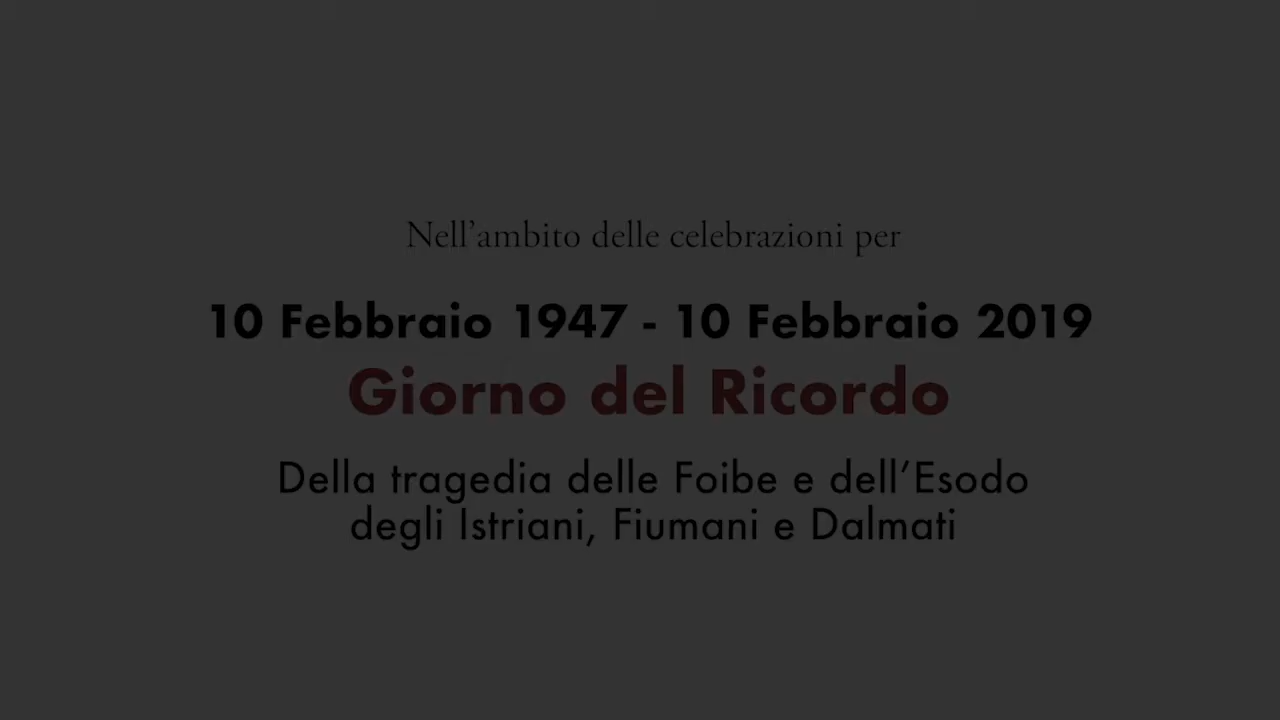 Nell’ambito delle celebrazioni per
10 Febbraio 1947 - 10 Febbraio 2019
Giorno del Ricordo
Della tragedia delle Foibe e dell’Esodo
degli Istriani, Fiumani e Dalmati